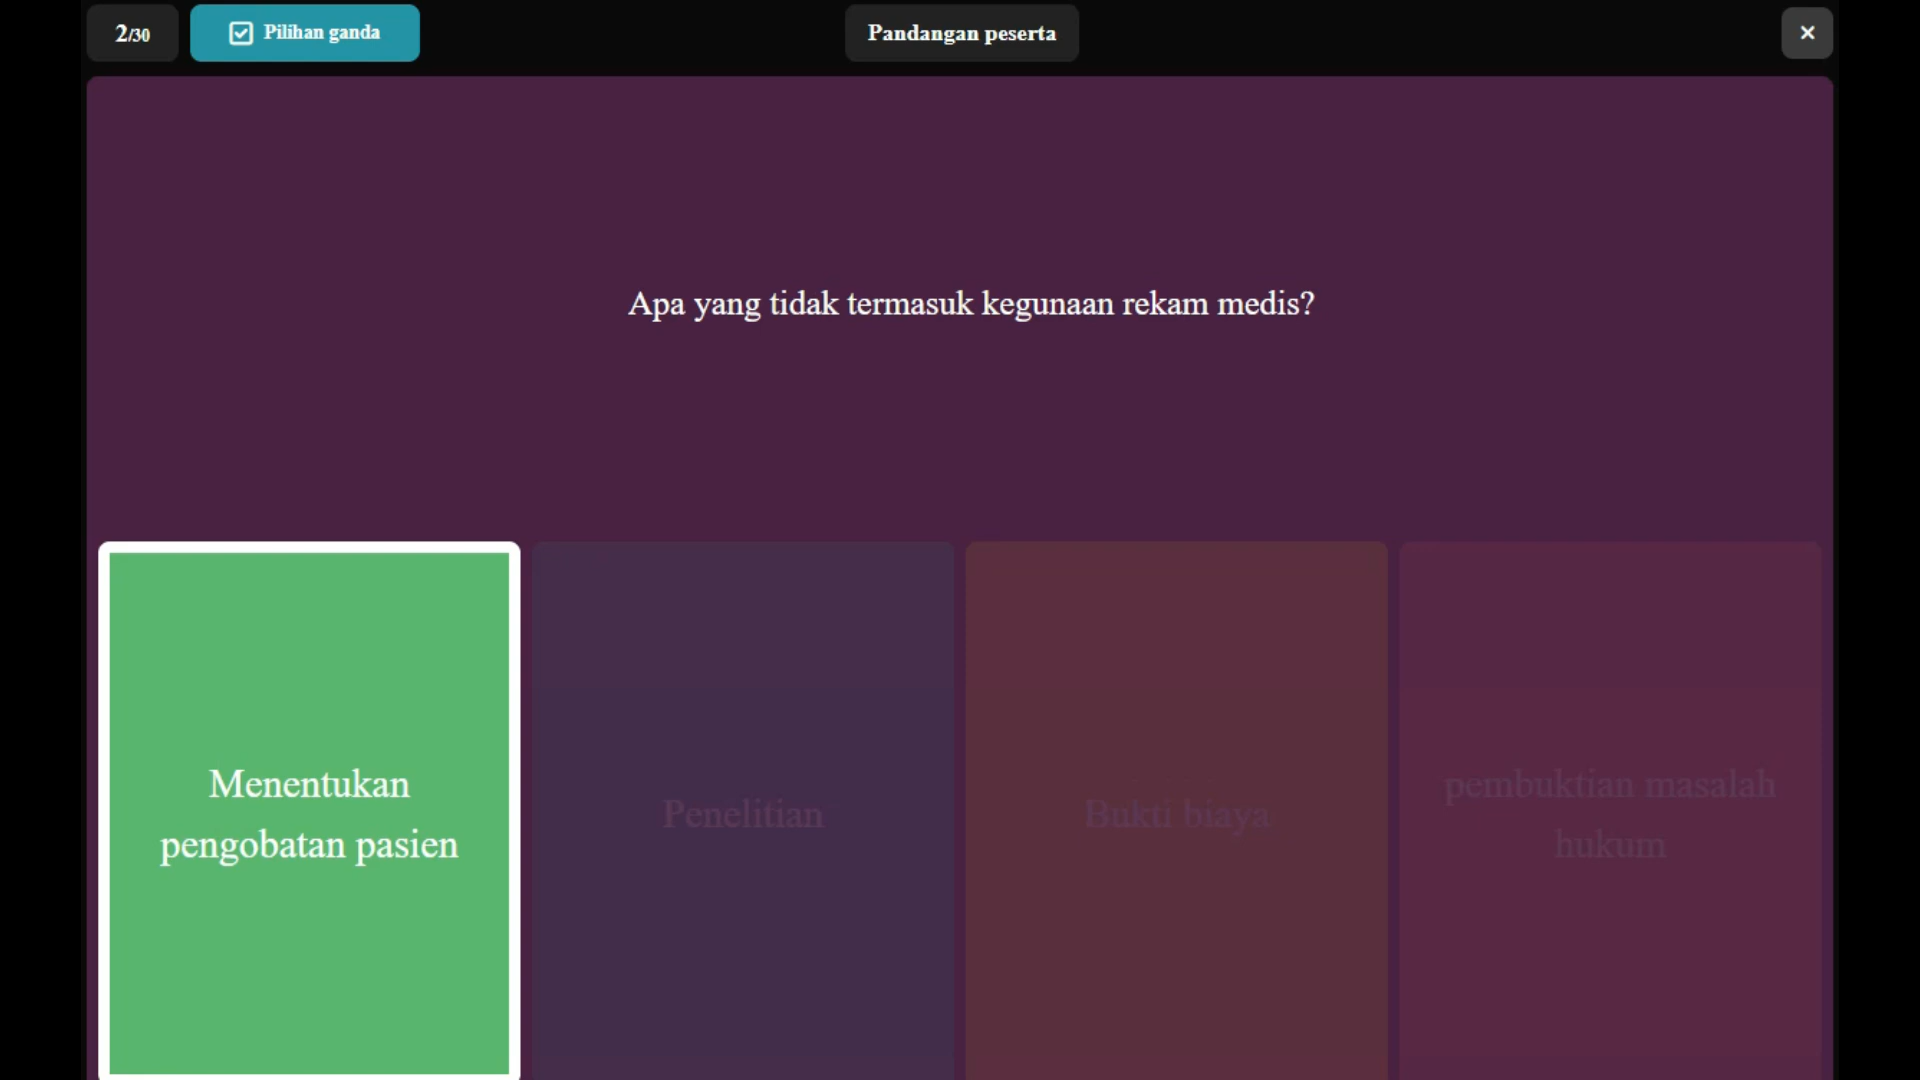 2/30
Pilihan ganda
Pandangan peserta
Apa yang tidak termasuk kegunaan rekam medis?
Menentukan
pengobatan pasien
Penelitian
Bukti biaya
pembuktian masalah
hukum